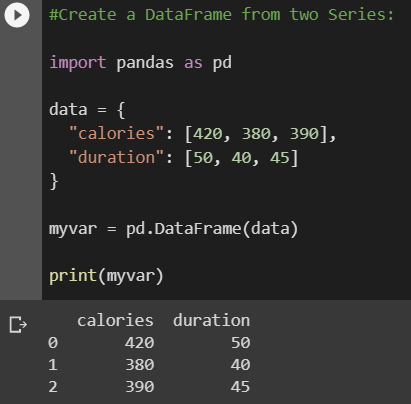 #Create a DataFrame from two Series:
import pandas as pd
data = {
  "calories": [420, 380, 390],
  "duration": [50, 40, 45]
}
myvar = pd.DataFrame(data)
print(myvar)
   calories  duration
0       420        50
1       380        40
2       390        45